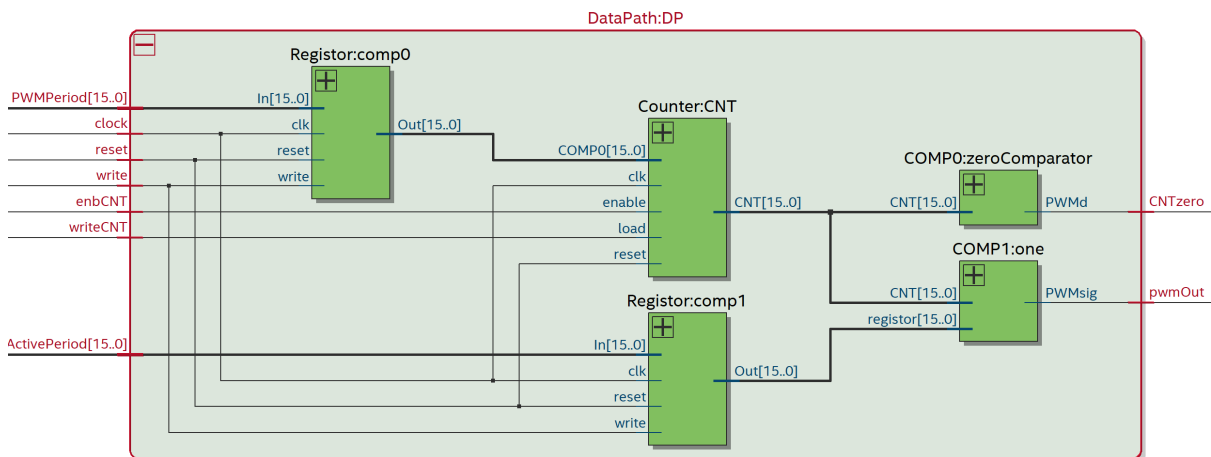 DataPath:DP
Registor:comp0
PWMPeriod[15..0]
In[15..0]
clock
clk
Out[15..0]
reset
reset
write
write
enbCNT
writeCNT
Counter:CNT
COMP0[15..0]
clk
enable
CNT[15..0]
load
reset
COMP0:zeroComparator
CNT[15..0]
PWMd
CNTzero
COMP1:one
CNT[15..0]
PWMsig
pwmOut
registor[15..0]
Registor:comp1
ActivePeriod[15..0]
In[15..0]
clk
Out[15..0]
reset
write